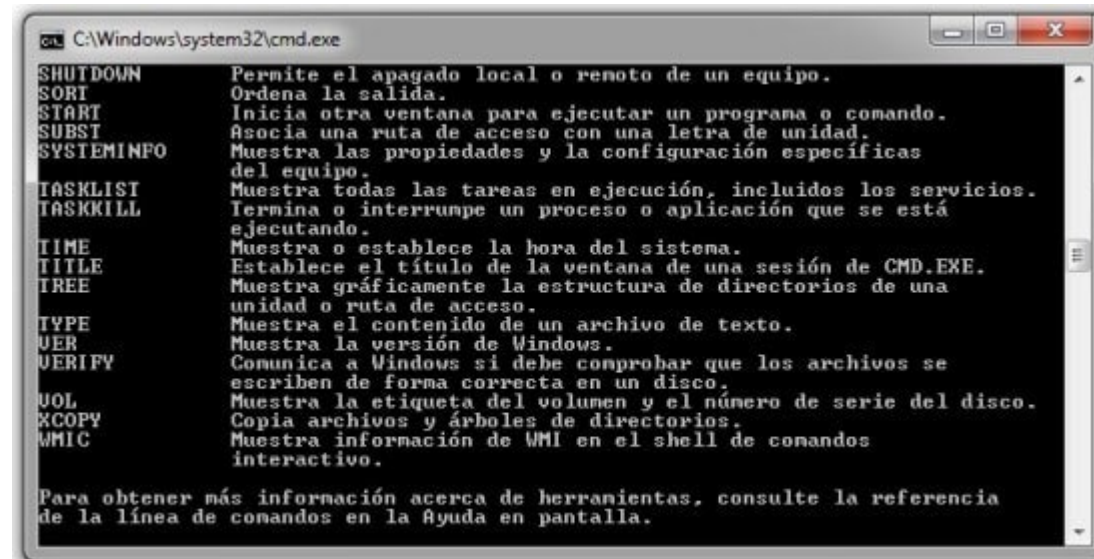 C:\Windows\system32\cmd.exe
SHUTDOWN Permite el apagado local o remoto de un equipo.
SORT Ordena la salida.
START Inicia otra ventana para ejecutar un programa o comando.
SUBST Asocia una ruta de acceso con una letra de unidad.
SYSTEMINFO Muestra las propiedades y la configuración específicas
del equipo.
TASKLIST Muestra todas las tareas en ejecución, incluidos los servicios.
TASKKILL Termina o interrumpe un proceso o aplicación que se está
ejecutando.
TIME Muestra o establece la hora del sistema.
TITLE Establece el título de la ventana de una sesión de CMD.EXE.
TREE Muestra gráficamente la estructura de directorios de una
unidad o ruta de acceso.
TYPE Muestra el contenido de un archivo de texto.
VER Muestra la versión de Windows.
VERIFY Comunica a Windows si debe comprobar que los archivos se
escriben de forma correcta en un disco.
VOL Muestra la etiqueta del volumen y el número de serie del disco.
XCOPY Copia archivos y árboles de directorios.
WMIC Muestra información de WMI en el shell de comandos
interactivo.
Para obtener más información acerca de herramientas, consulte la referencia
de la línea de comandos en la Ayuda en pantalla.